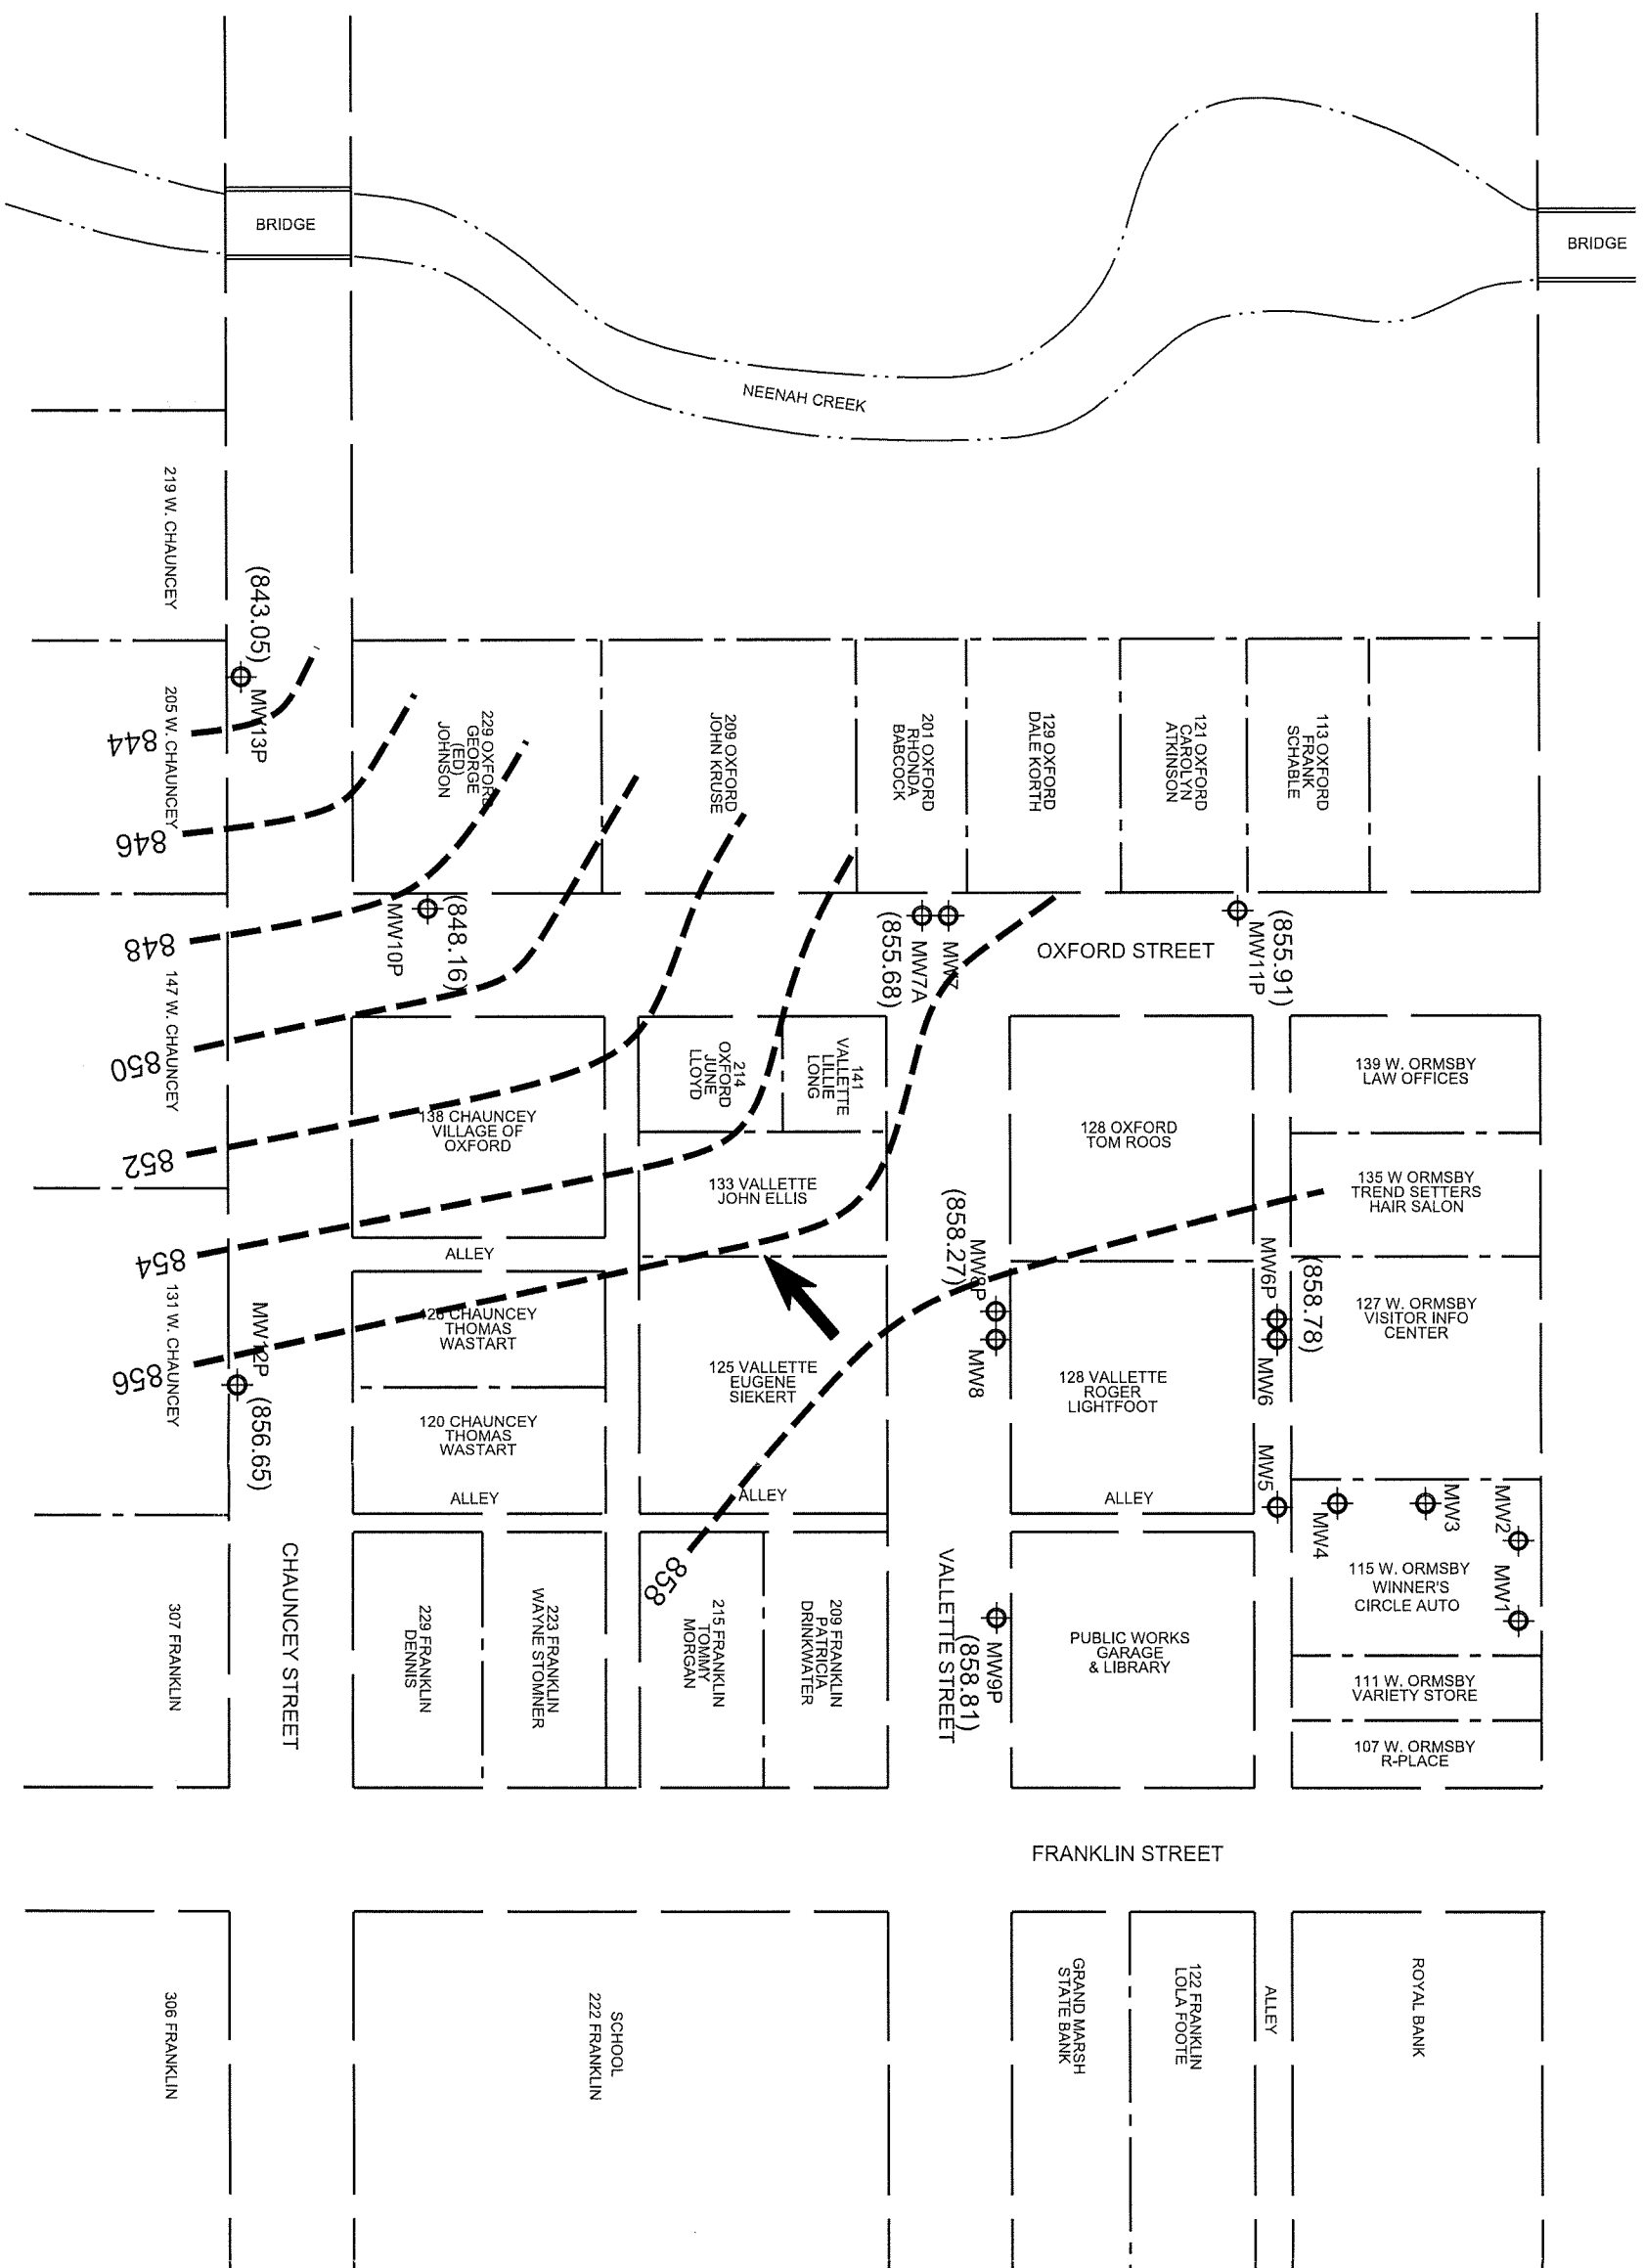 BRIDGE
BRIDGE
NEENAH CREEK
219 W. CHAUNCEY
(843.05)
MW13P
205 W. CHAUNCEY
844
846
229 OXFORD
GEORGE
(ED)
JOHNSON
209 OXFORD
JOHN KRUSE
201 OXFORD
RHONDA
BABCOCK
129 OXFORD
DALE KORTH
121 OXFORD
CAROLYN
ATKINSON
113 OXFORD
FRANK
SCHABLE
848
MW10P
(848.16)
(855.68)
MW7A
MW7
OXFORD STREET
MW11P
(855.91)
147 W. CHAUNCEY
850
852
854
138 CHAUNCEY
VILLAGE OF
OXFORD
214
OXFORD
JUNE
LLOYD
141
VALLETTE
LILLIE
LONG
133 VALLETTE
JOHN ELLIS
128 OXFORD
TOM ROOS
139 W. ORMSBY
LAW OFFICES
135 W ORMSBY
TREND SETTERS
HAIR SALON
ALLEY
(858.27)
MW8P
MW8
MW6P
(858.78)
MW6
127 W. ORMSBY
VISITOR INFO
CENTER
131 W. CHAUNCEY
856
MW12P
(856.65)
126 CHAUNCEY
THOMAS
WASTART
120 CHAUNCEY
THOMAS
WASTART
125 VALLETTE
EUGENE
SIEKERT
128 VALLETTE
ROGER
LIGHTFOOT
MW5
ALLEY
ALLEY
ALLEY
MW4
MW3
MW2
MW1
115 W. ORMSBY
WINNER'S
CIRCLE AUTO
858
307 FRANKLIN
CHAUNCEY STREET
229 FRANKLIN
DENNIS
223 FRANKLIN
WAYNE STOMNER
215 FRANKLIN
TOMMY
MORGAN
209 FRANKLIN
PATRICIA
DRINKWATER
VALLETTE STREET
(858.81)
MW9P
PUBLIC WORKS
GARAGE
& LIBRARY
111 W. ORMSBY
VARIETY STORE
107 W. ORMSBY
R-PLACE
FRANKLIN STREET
306 FRANKLIN
SCHOOL
222 FRANKLIN
GRAND MARSH
STATE BANK
122 FRANKLIN
LOLA FOOTE
ALLEY
ROYAL BANK